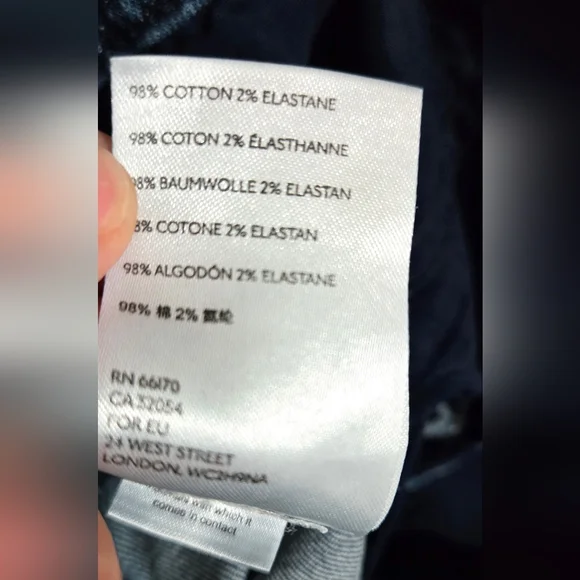 98% COTTON 2% ELASTANE
98% COTON 2% ÉLASTHANNE
98% BAUMWOLLE 2% ELASTAN
8% COTONE 2% ELASTAN
98% ALGODÓN 2% ELASTANE
98% 棉 2% 氨纶
RN 66170
CA 32054
FOR EU
24 WEST STREET
LONDON, WC2H9NA
with which it
comes in contact